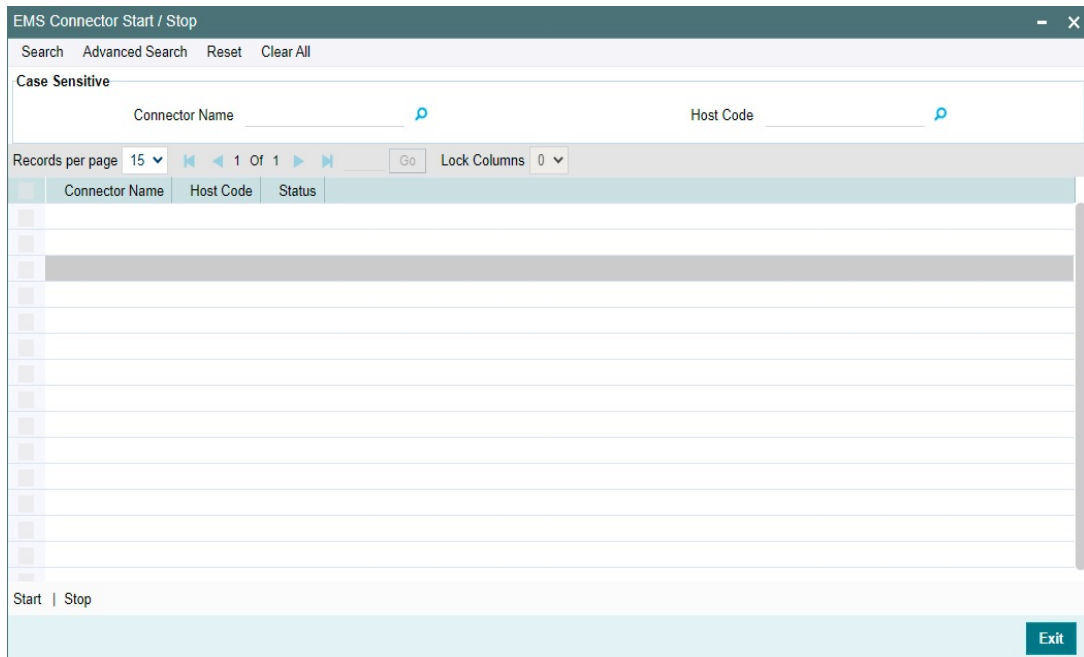 EMS Connector Start / Stop
Search Advanced Search Reset Clear All
Case Sensitive
Connector Name Host Code
Records per page 15 1 Of 1 Go Lock Columns 0
Connector Name Host Code Status
Start | Stop
Exit